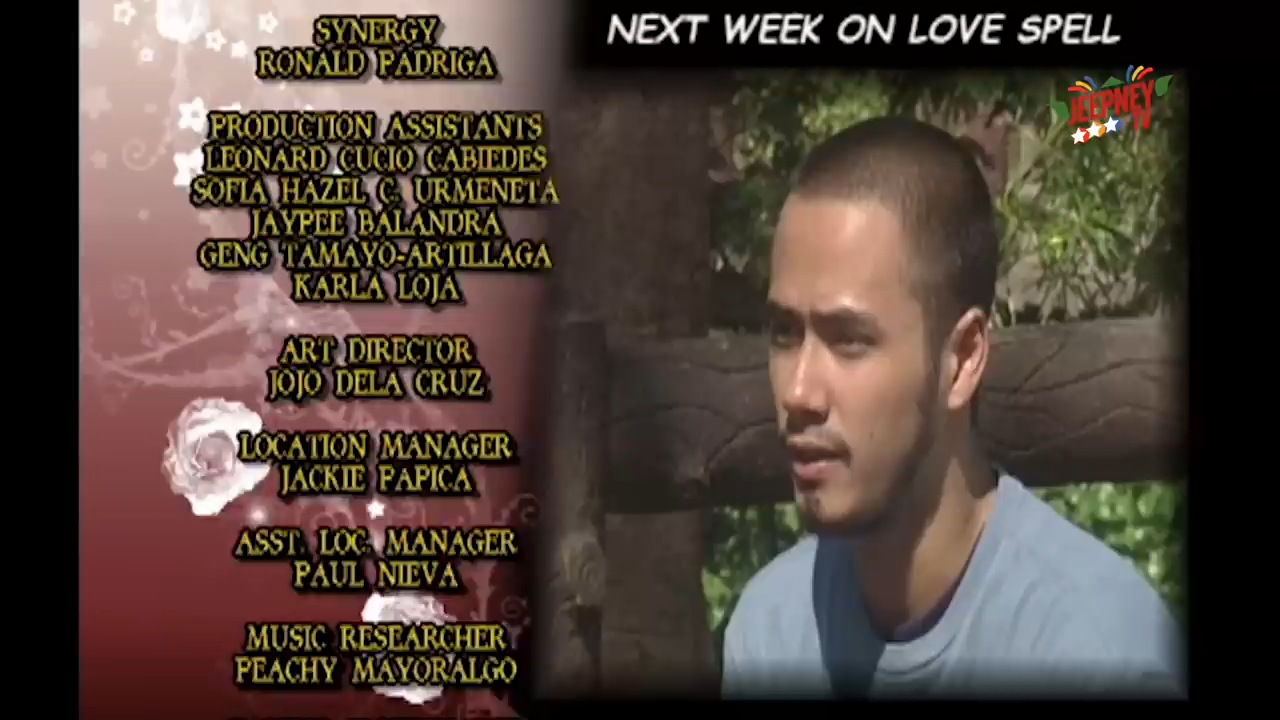 SYNERGY
RONALD PADRIGA
PRODUCTION ASSISTANTS
LEONARD CUCIO CABIEDES
SOFIA HAZEL C. URMENETA
JAYPEE BALANDRA
GENG TAMAYO-ARTILLAGA
KARLA LOJA
ART DIRECTOR
JOJO DELA CRUZ
LOCATION MANAGER
JACKIE PAPICA
ASST. LOC. MANAGER
PAUL NIEVA
MUSIC RESEARCHER
PEACHY MAYORALGO
NEXT WEEK ON LOVE SPELL
JEEPNEY
TV